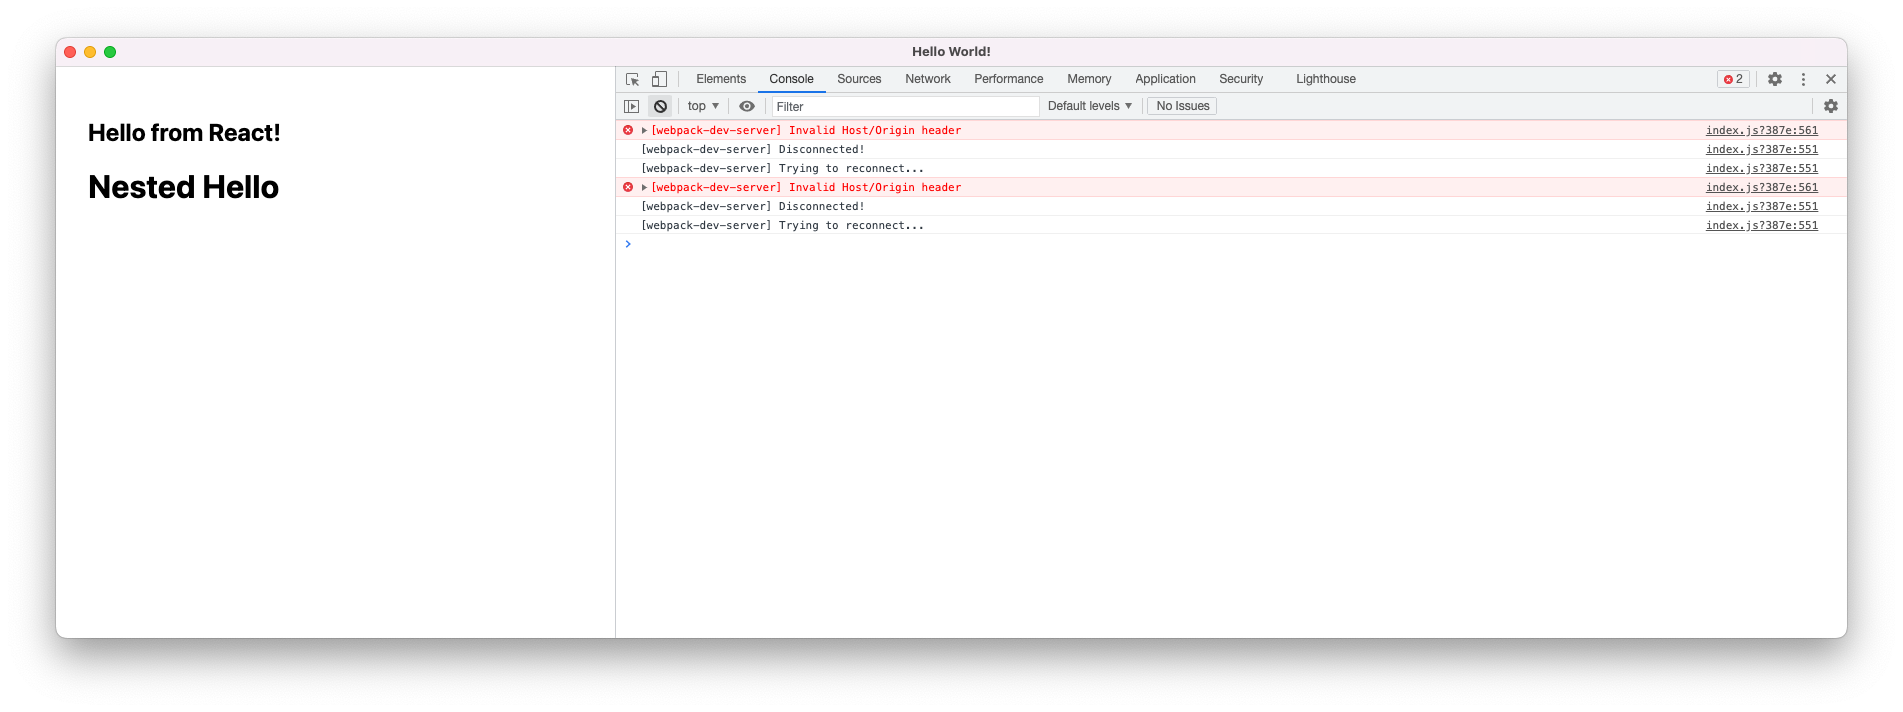 Hello World!
Hello from React!
Nested Hello
Elements Console Sources Network Performance Memory Application Security Lighthouse 2
top Filter Default levels No Issues
[webpack-dev-server] Invalid Host/Origin header index.js?387e:561
[webpack-dev-server] Disconnected! index.js?387e:551
[webpack-dev-server] Trying to reconnect... index.js?387e:551
[webpack-dev-server] Invalid Host/Origin header index.js?387e:561
[webpack-dev-server] Disconnected! index.js?387e:551
[webpack-dev-server] Trying to reconnect... index.js?387e:551